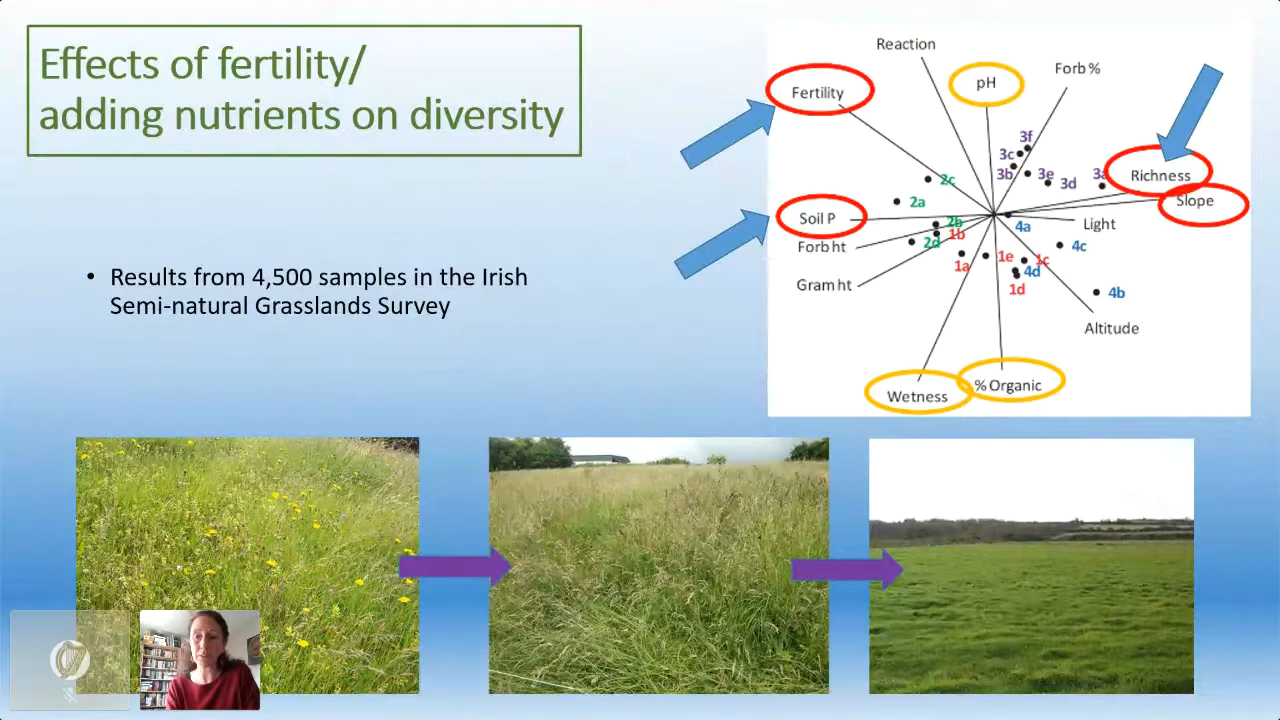 Effects of fertility/
adding nutrients on diversity
• Results from 4,500 samples in the Irish
Semi-natural Grasslands Survey
Reaction
Forb %
pH
Fertility
3f
3c
3b
3e
3d
3a
Richness
Slope
2c
2a
Soil P
2b
4a
Light
Forb ht
2d
1b
4c
1a
1e
1c
4d
Gram ht
1d
4b
Altitude
Wetness
% Organic